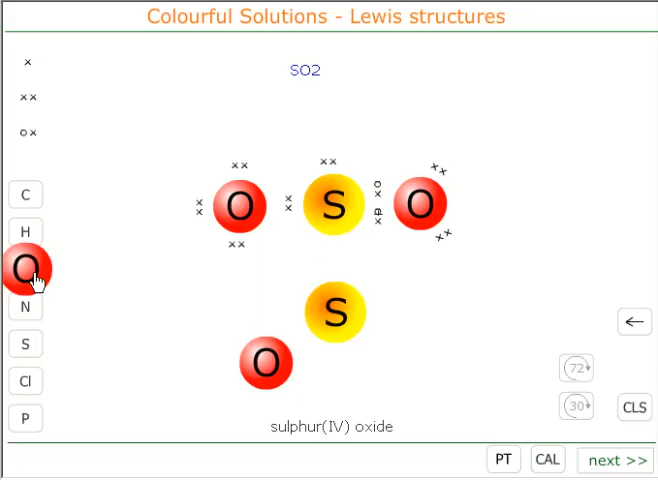 Colourful Solutions - Lewis structures
SO2
×
××
o×
C
H
O
N
S
Cl
P
O
S
O
S
O
sulphur(IV) oxide
←
72
30
CLS
PT
CAL
next >>